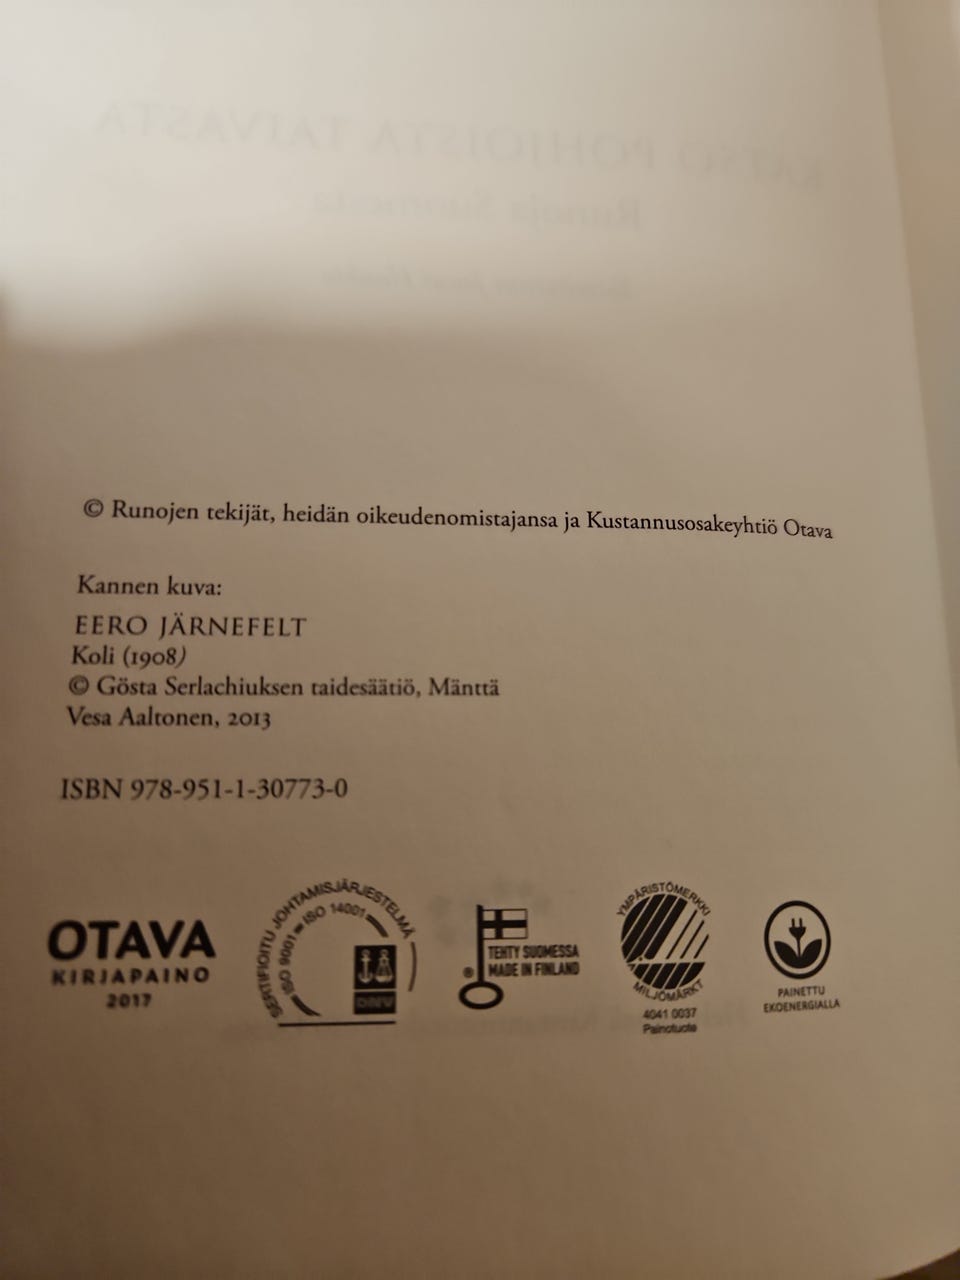 © Runojen tekijät, heidän oikeudenomistajansa ja Kustannusosakeyhtiö Otava
Kannen kuva:
EERO JÄRNEFELT
Koli (1908)
© Gösta Serlachiuksen taidesäätiö, Mänttä
Vesa Aaltonen, 2013
ISBN 978-951-1-30773-0
OTAVA
KIRJAPAINO
2017
SERTIFIOITU JOHTAMISJÄRJESTELMÄ
ISO 9001 = ISO 14001
DNV
® TEHTY SUOMESSA
MADE IN FINLAND
YMPÄRISTÖMERKKI
MILJÖMÄRKT
4041 0037
Painotuote
PAINETTU
EKOENERGIALLA